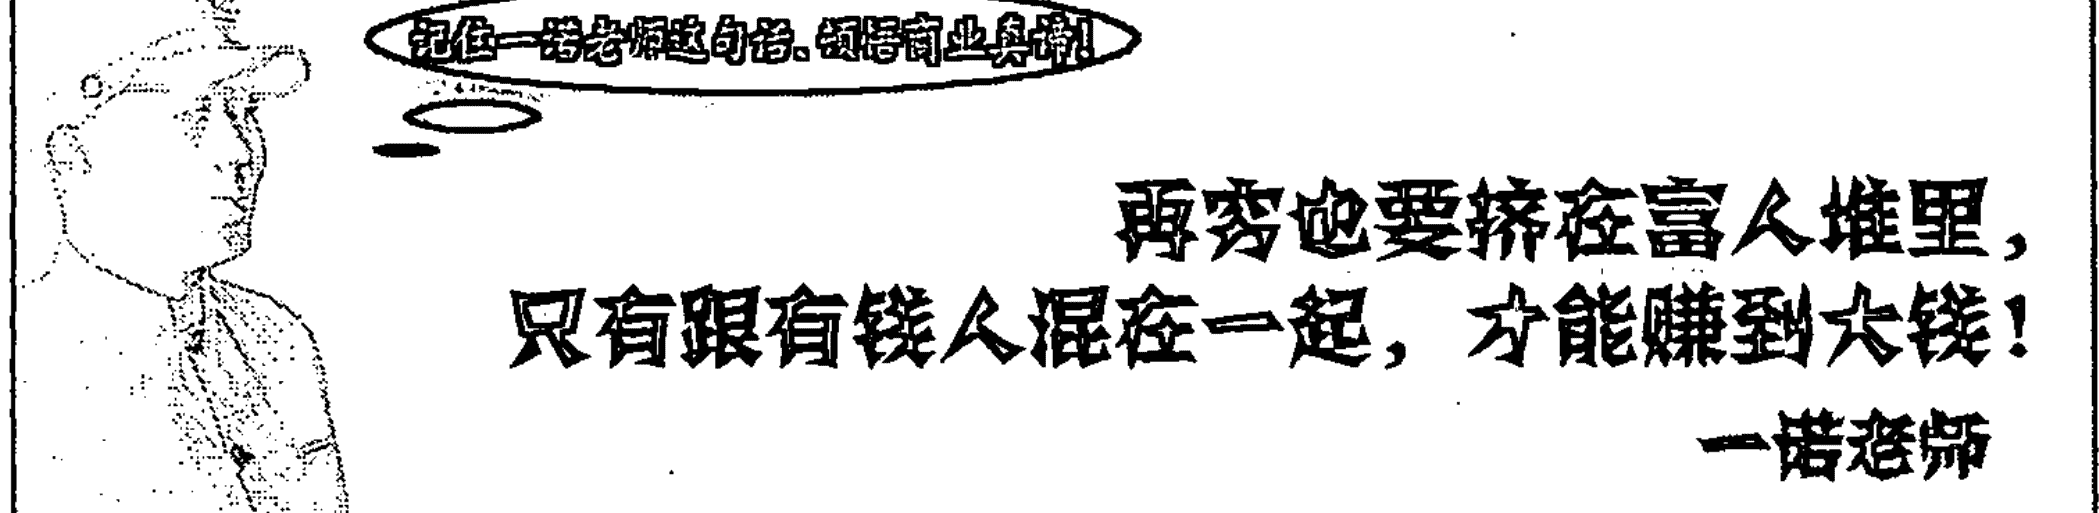 记住一诺老师这句话、领悟商业真谛!
再穷也要挤在富人堆里,
只有跟有钱人混在一起,才能赚到大钱!
一诺老师